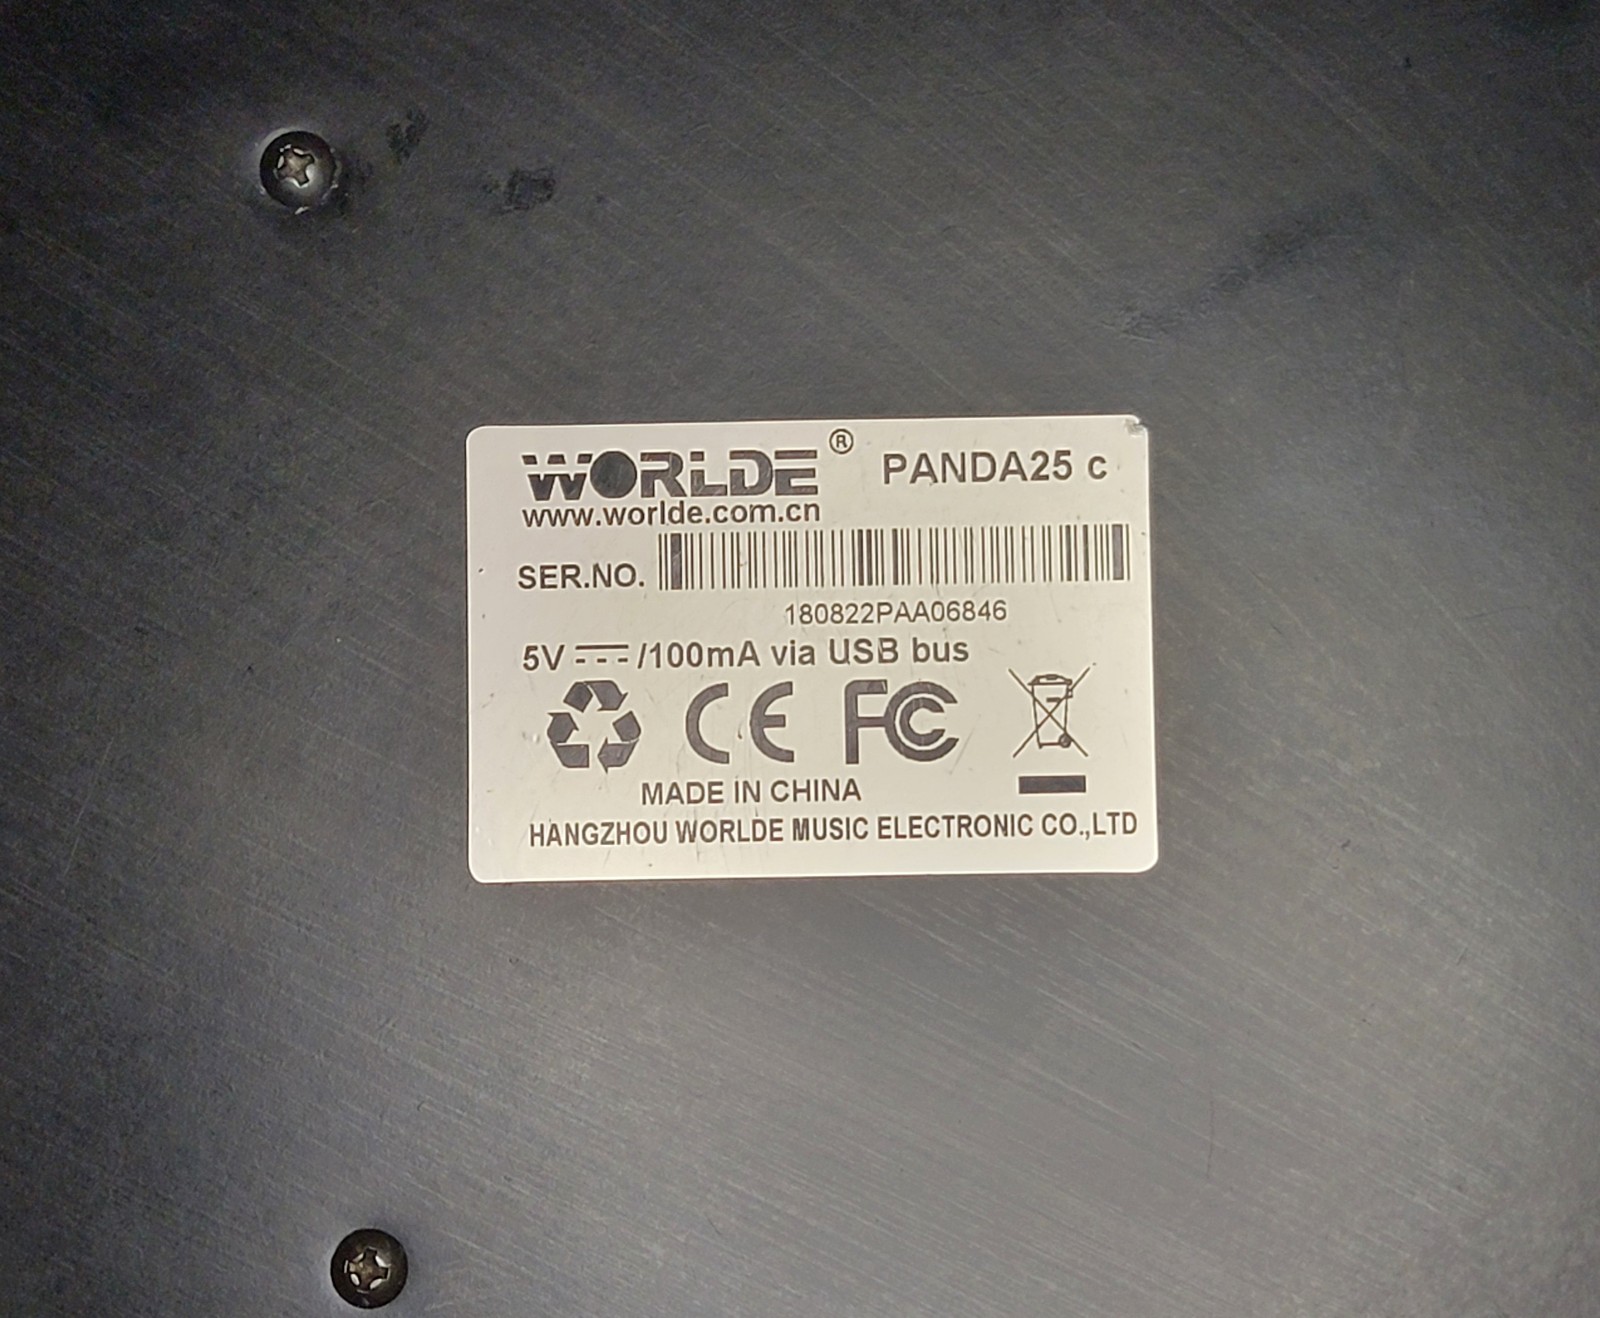 WORLDE® PANDA25 c
www.worlde.com.cn
SER.NO.
180822PAA06846
5V ⎓ /100mA via USB bus
CE FC
MADE IN CHINA
HANGZHOU WORLDE MUSIC ELECTRONIC CO.,LTD